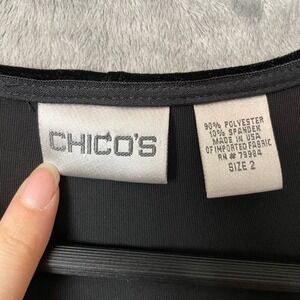 CHICO'S
90% POLYESTER
10% SPANDEX
MADE IN USA
OF IMPORTED FABRIC
RN # 79984
SIZE 2